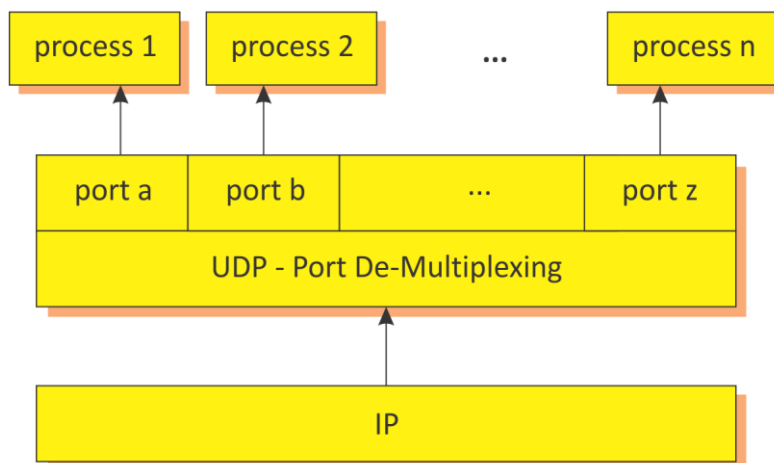 process 1 process 2 ... process n
port a port b ... port z
UDP - Port De-Multiplexing
IP